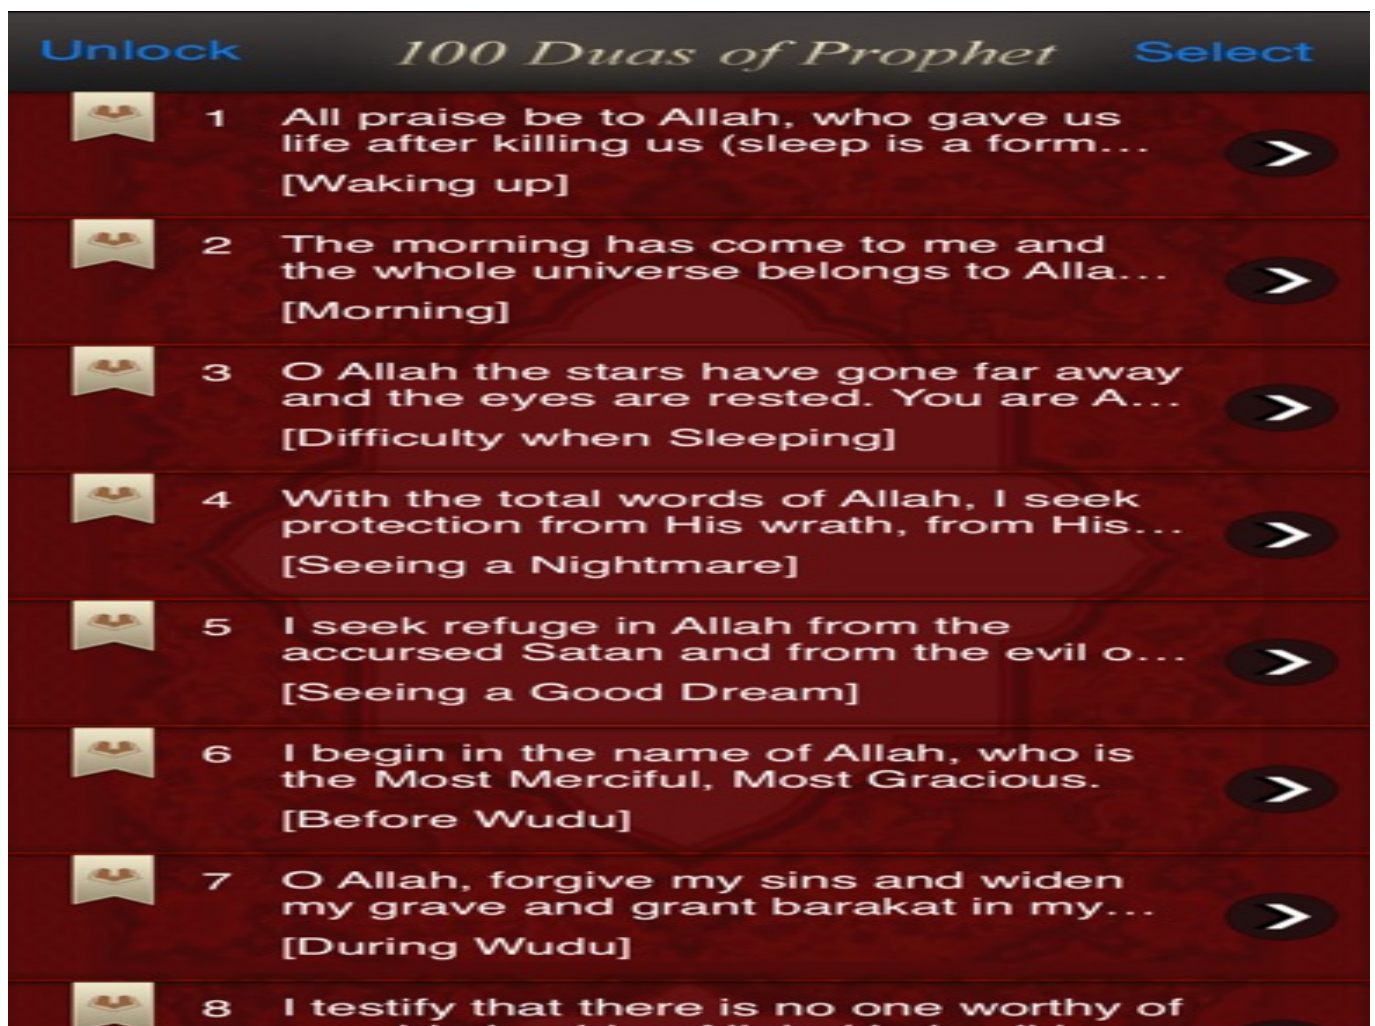 Unlock 100 Duas of Prophet Select
1 All praise be to Allah, who gave us
life after killing us (sleep is a form...
[Waking up]
2 The morning has come to me and
the whole universe belongs to Alla...
[Morning]
3 O Allah the stars have gone far away
and the eyes are rested. You are A...
[Difficulty when Sleeping]
4 With the total words of Allah, I seek
protection from His wrath, from His...
[Seeing a Nightmare]
5 I seek refuge in Allah from the
accursed Satan and from the evil o...
[Seeing a Good Dream]
6 I begin in the name of Allah, who is
the Most Merciful, Most Gracious.
[Before Wudu]
7 O Allah, forgive my sins and widen
my grave and grant barakat in my...
[During Wudu]
8 I testify that there is no one worthy of